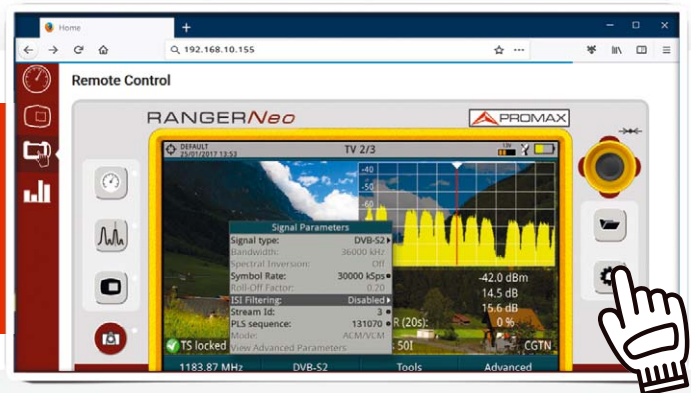 Home
192.168.10.155
Remote Control
RANGERNeo
PROMAX
DEFAULT
25/01/2017 13:53
TV 2/3
13V
-40
-50
-60
Signal Parameters
Signal type: DVB-S2
Bandwidth: 36000 kHz
Spectral Inversion: Off
Symbol Rate: 30000 kSps
Roll-Off Factor: 0.20
ISI Filtering: Disabled
Stream Id: 3
PLS sequence: 131070
Mode: ACM/VCM
View Advanced Parameters
-42.0 dBm
14.5 dB
15.6 dB
R (20s): 0 %
TS locked
50I
CGTN
1183.87 MHz DVB-S2 Tools Advanced